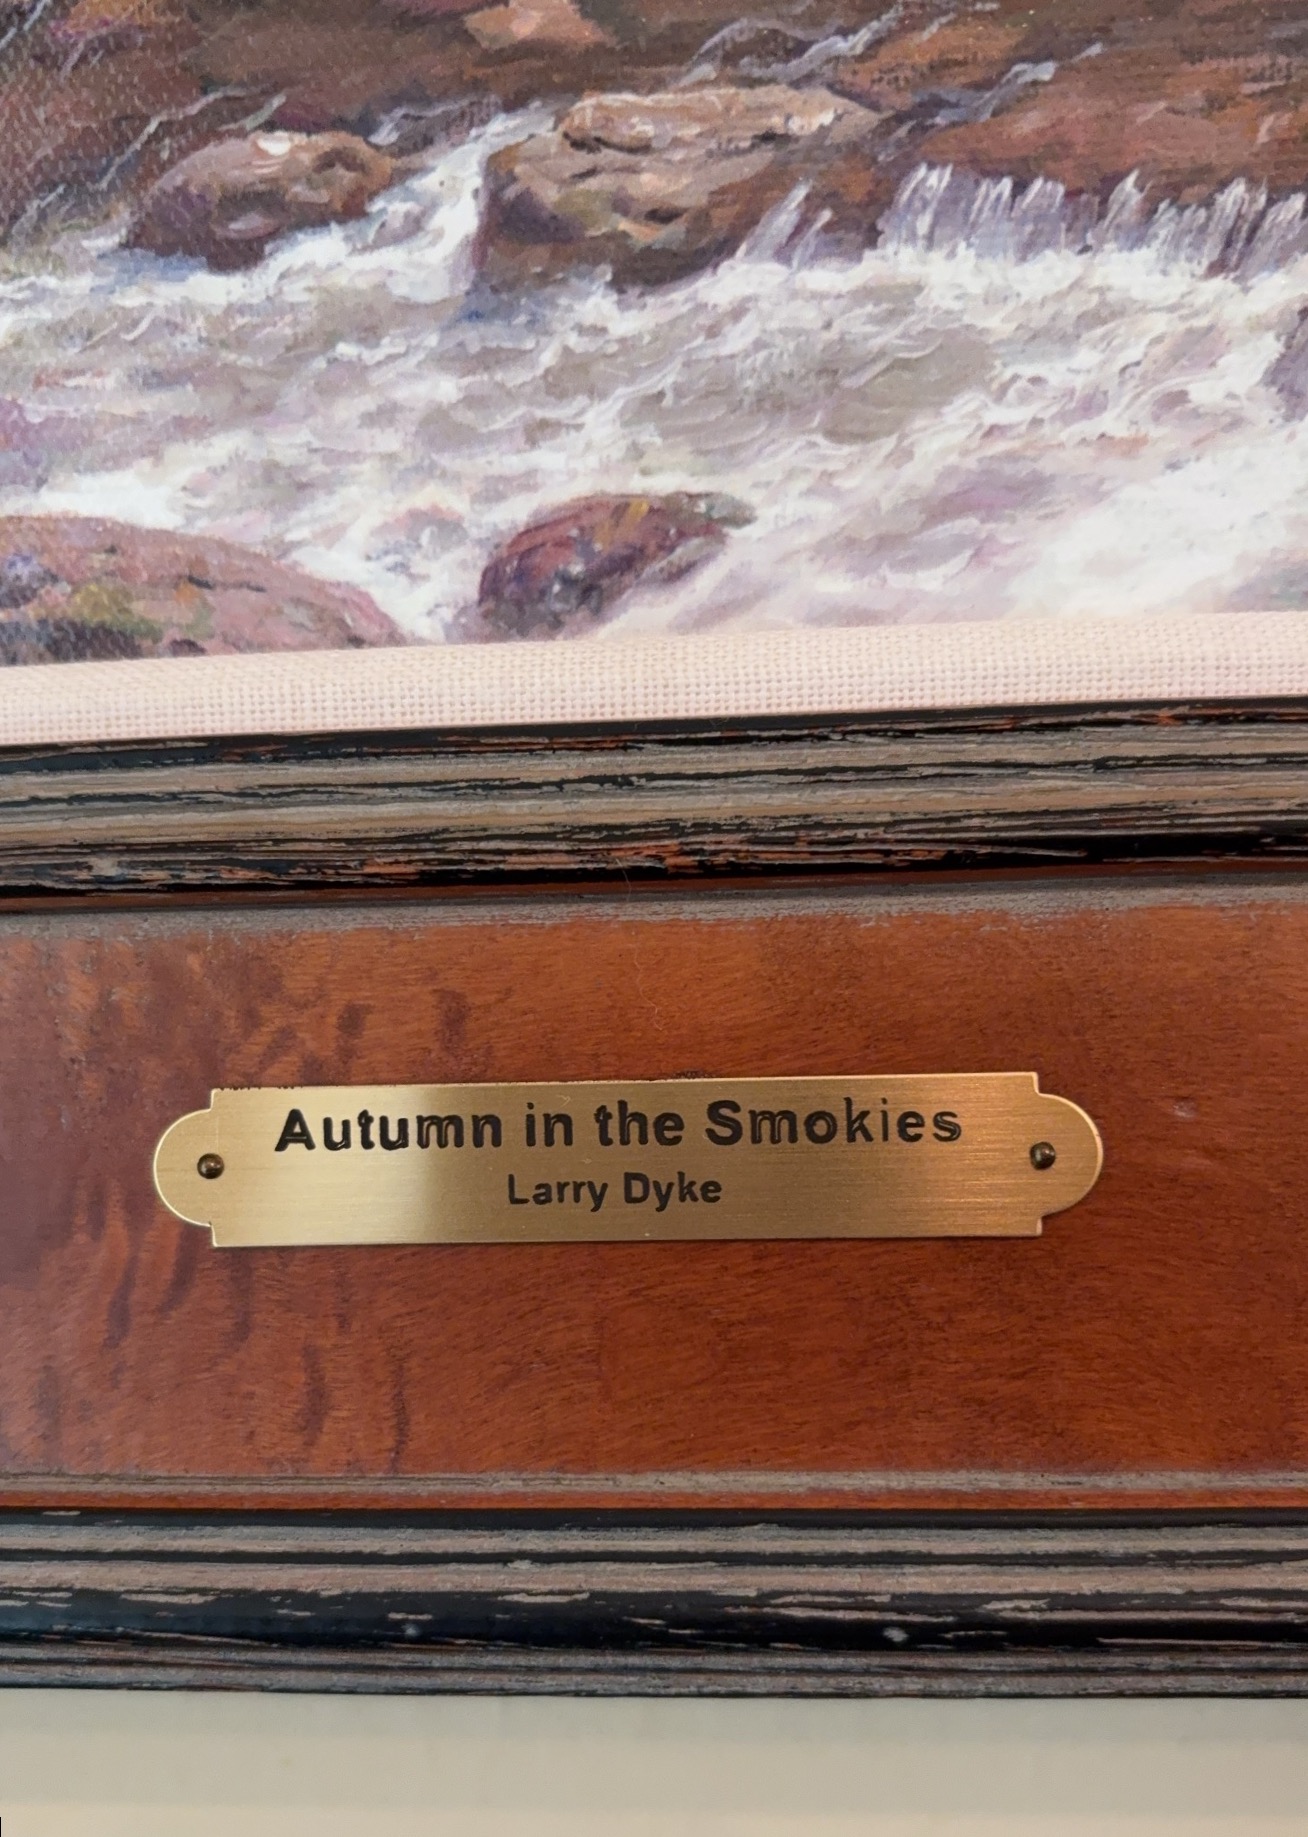 Autumn in the Smokies
Larry Dyke